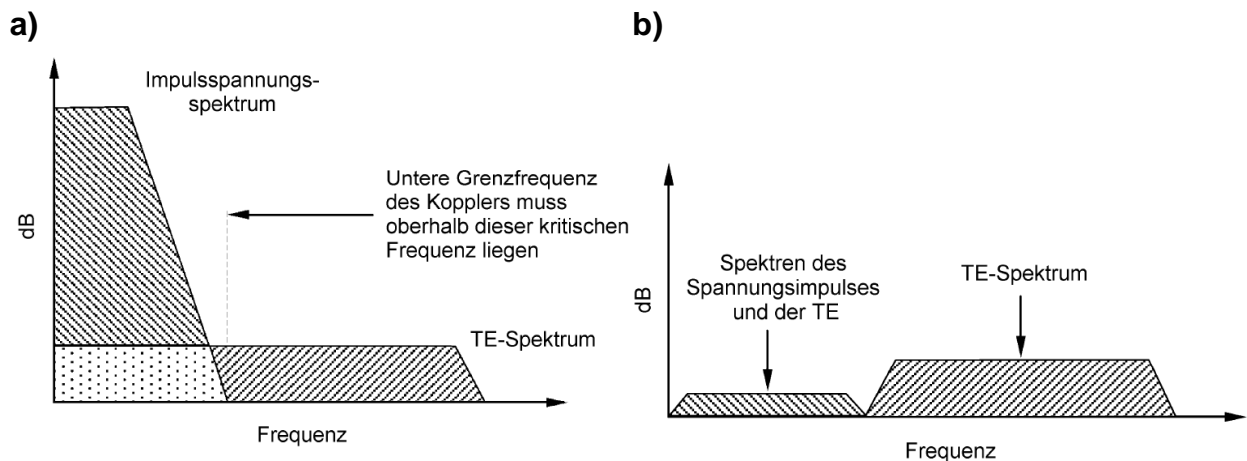 a)
Impulsspannungs-
spektrum
Untere Grenzfrequenz
des Kopplers muss
oberhalb dieser kritischen
Frequenz liegen
dB
TE-Spektrum
Frequenz
b)
Spektren des
Spannungsimpulses
und der TE
TE-Spektrum
dB
Frequenz